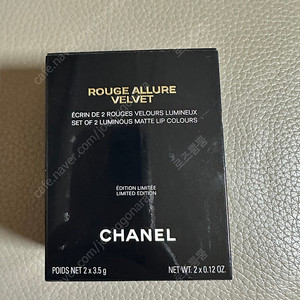 ROUGE ALLURE
VELVET
ÉCRIN DE 2 ROUGES VELOURS LUMINEUX
SET OF 2 LUMINOUS MATTE LIP COLOURS
ÉDITION LIMITÉE
LIMITED EDITION
CHANEL
POIDS NET 2 x 3.5 g
NET WT. 2 x 0.12 OZ.